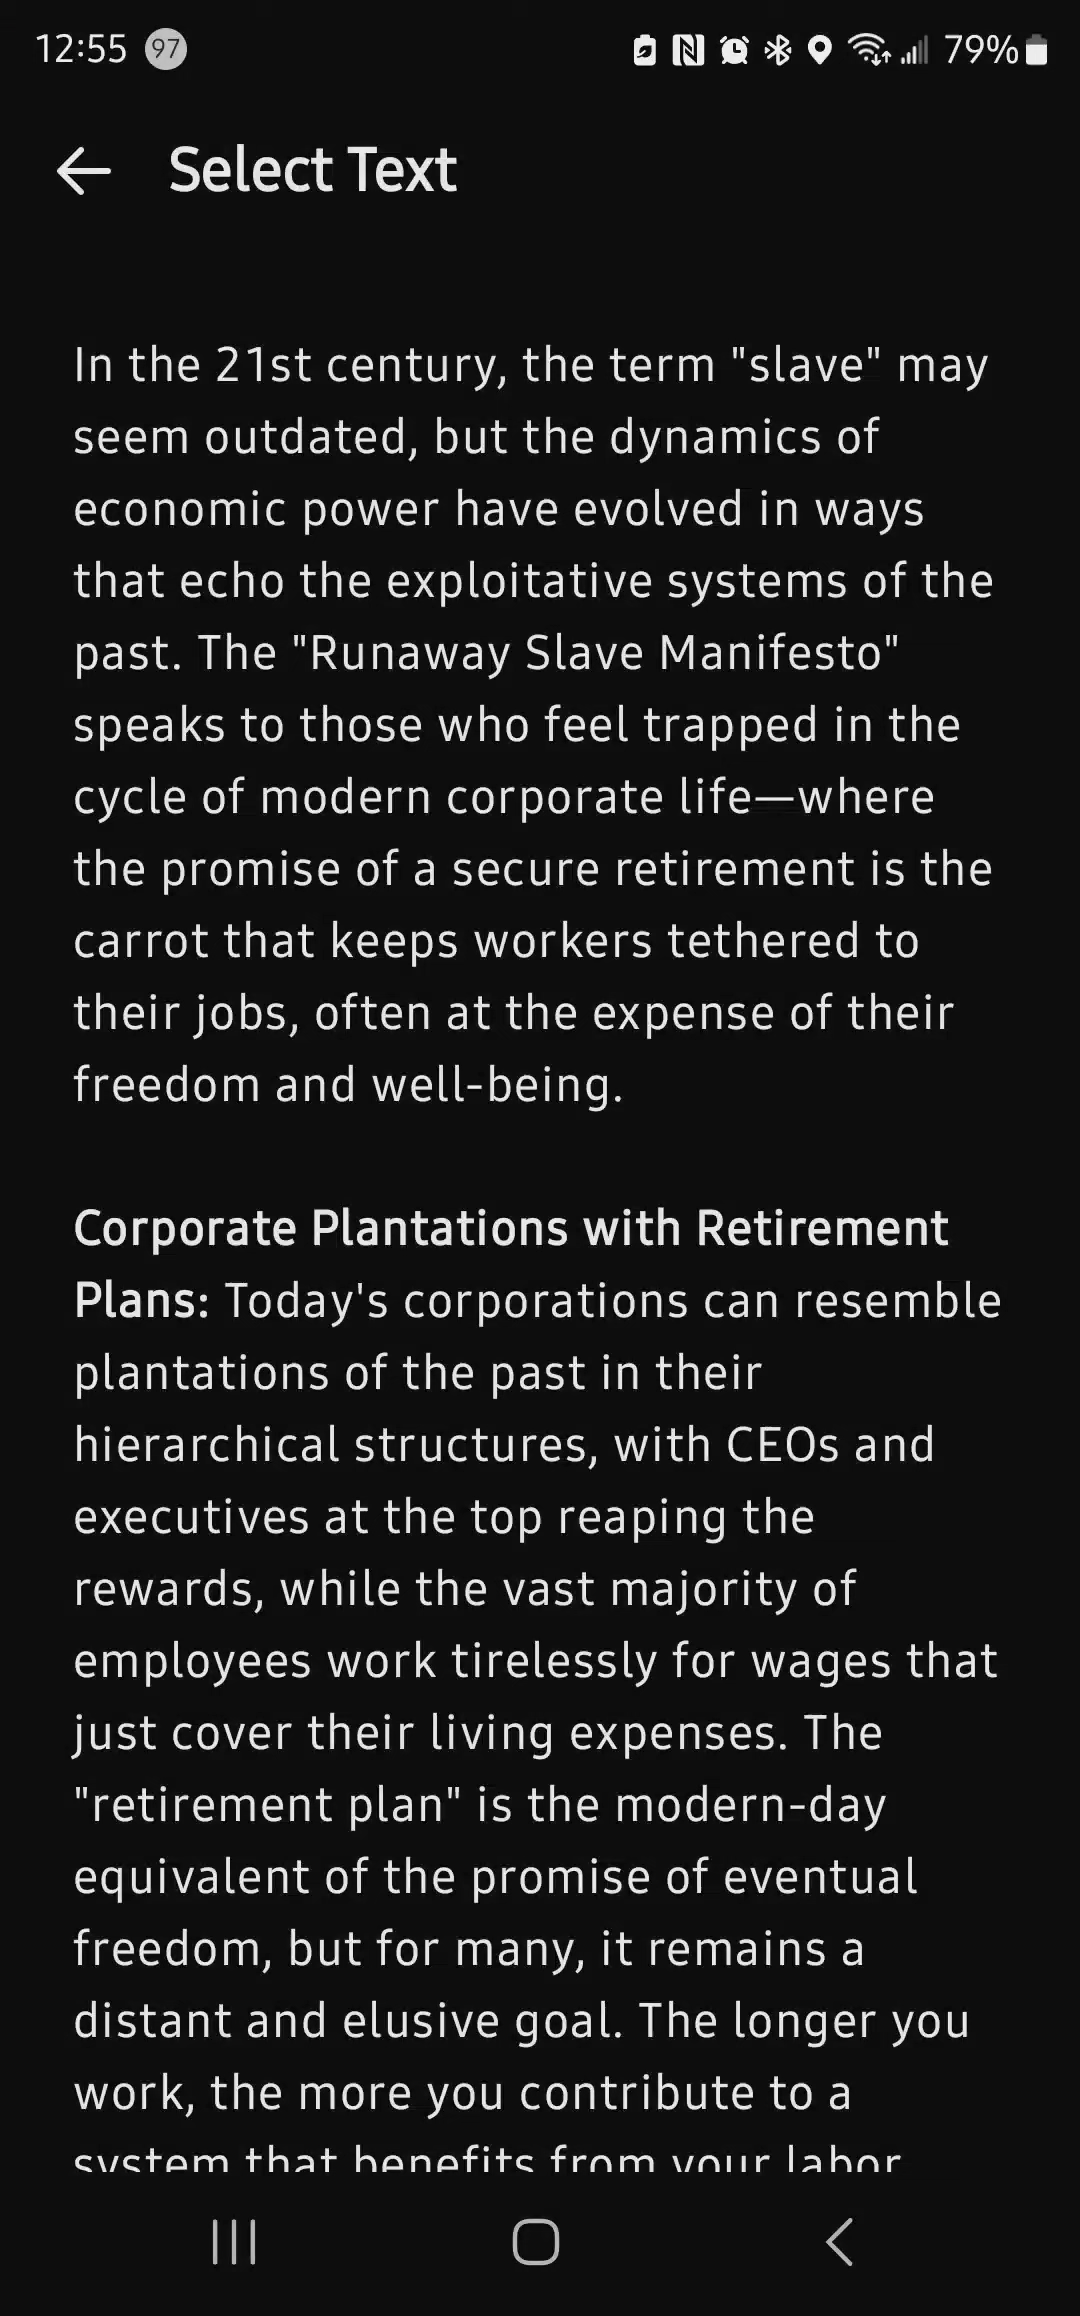 12:55 97 79%
Select Text
In the 21st century, the term "slave" may
seem outdated, but the dynamics of
economic power have evolved in ways
that echo the exploitative systems of the
past. The "Runaway Slave Manifesto"
speaks to those who feel trapped in the
cycle of modern corporate life—where
the promise of a secure retirement is the
carrot that keeps workers tethered to
their jobs, often at the expense of their
freedom and well-being.
Corporate Plantations with Retirement
Plans: Today's corporations can resemble
plantations of the past in their
hierarchical structures, with CEOs and
executives at the top reaping the
rewards, while the vast majority of
employees work tirelessly for wages that
just cover their living expenses. The
"retirement plan" is the modern-day
equivalent of the promise of eventual
freedom, but for many, it remains a
distant and elusive goal. The longer you
work, the more you contribute to a
system that benefits from your labor